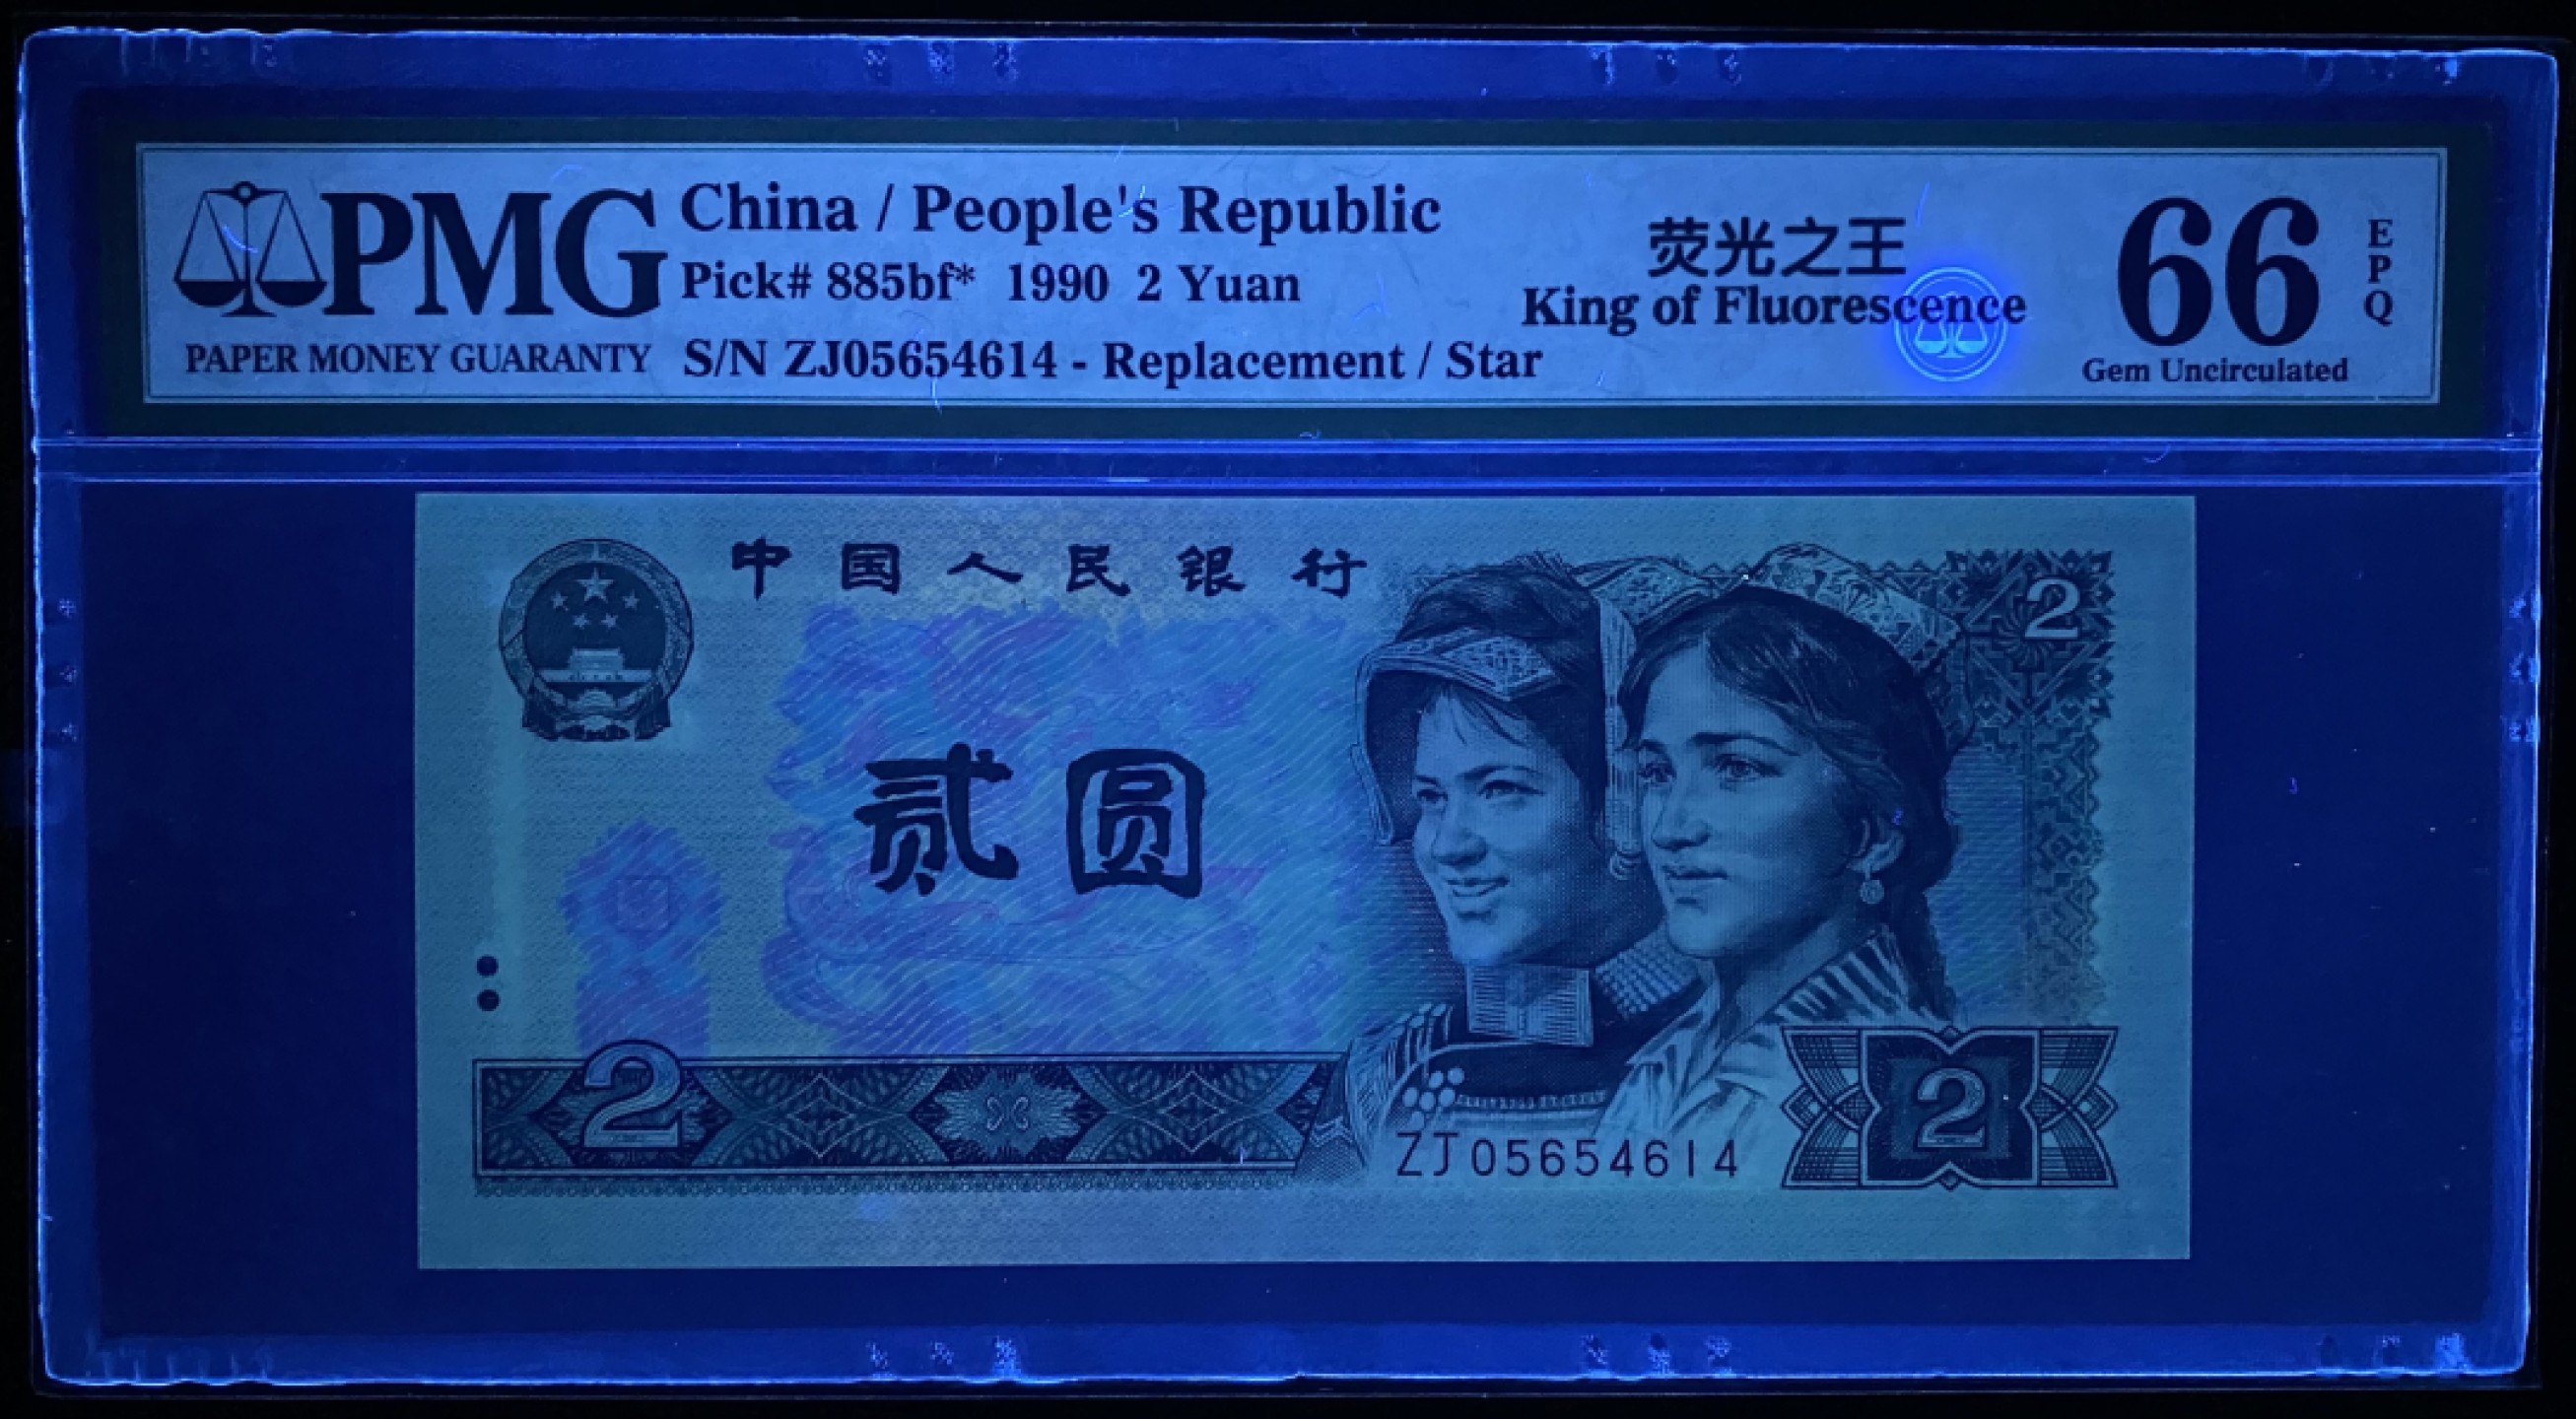 PMG
PAPER MONEY GUARANTY
China / People's Republic
Pick# 885bf* 1990 2 Yuan
S/N ZJ05654614 - Replacement / Star
荧光之王
King of Fluorescence
66
EPQ
Gem Uncirculated
中国人民银行
2
贰圆
2
ZJ05654614
2